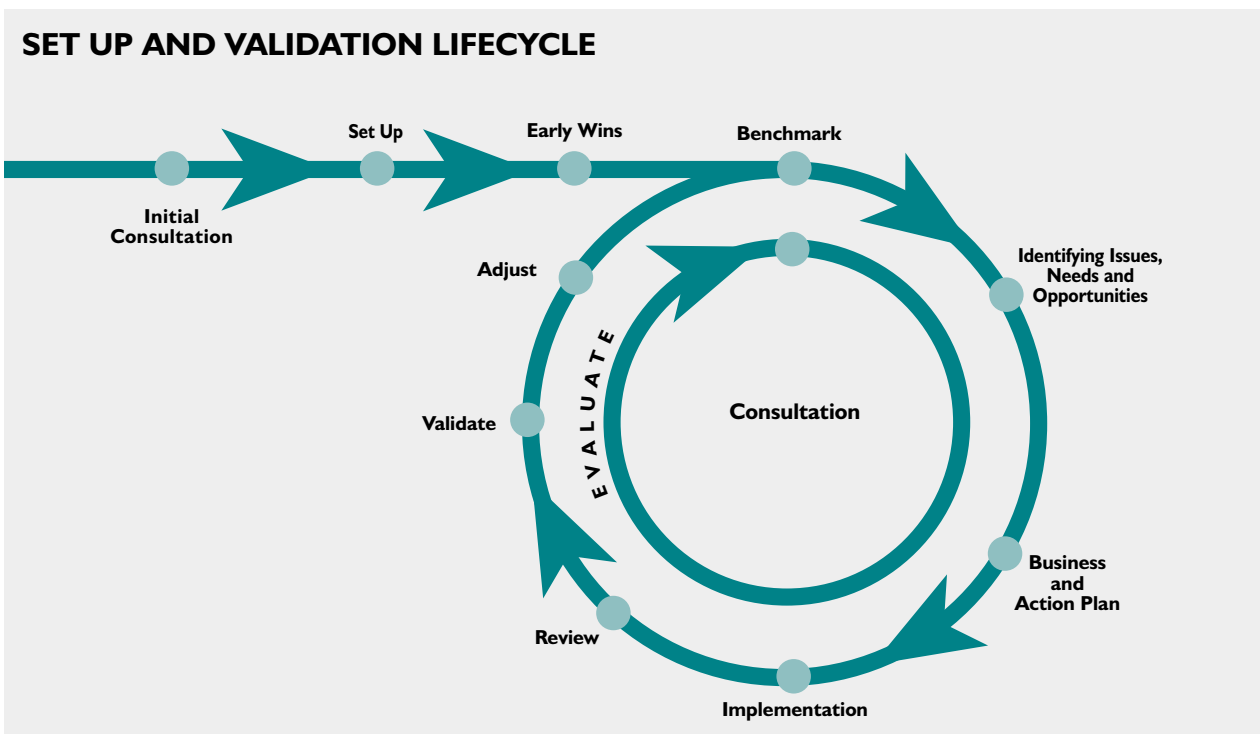 SET UP AND VALIDATION LIFECYCLE
Set Up
Early Wins
Benchmark
Initial
Consultation
Identifying Issues,
Needs and
Opportunities
Adjust
EVALUATE
Consultation
Validate
Business
and
Action Plan
Review
Implementation